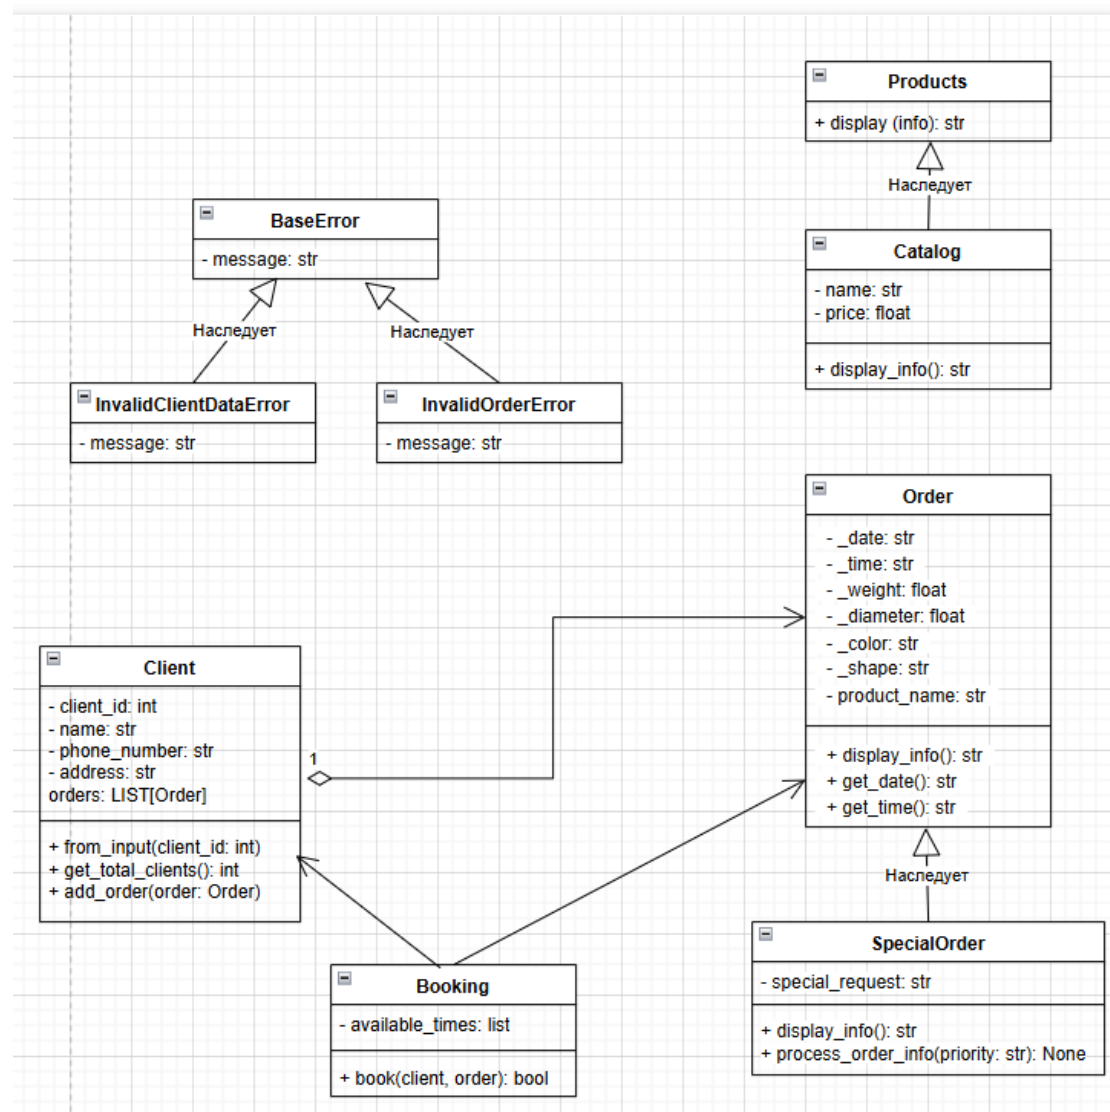 Products
+ display (info): str
Наследует
Catalog
- name: str
- price: float
+ display_info(): str
BaseError
- message: str
Наследует
Наследует
InvalidClientDataError
- message: str
InvalidOrderError
- message: str
Order
- _date: str
- _time: str
- _weight: float
- _diameter: float
- _color: str
- _shape: str
- product_name: str
+ display_info(): str
+ get_date(): str
+ get_time(): str
Client
- client_id: int
- name: str
- phone_number: str
- address: str
orders: LIST[Order]
+ from_input(client_id: int)
+ get_total_clients(): int
+ add_order(order: Order)
1
Наследует
SpecialOrder
- special_request: str
+ display_info(): str
+ process_order_info(priority: str): None
Booking
- available_times: list
+ book(client, order): bool